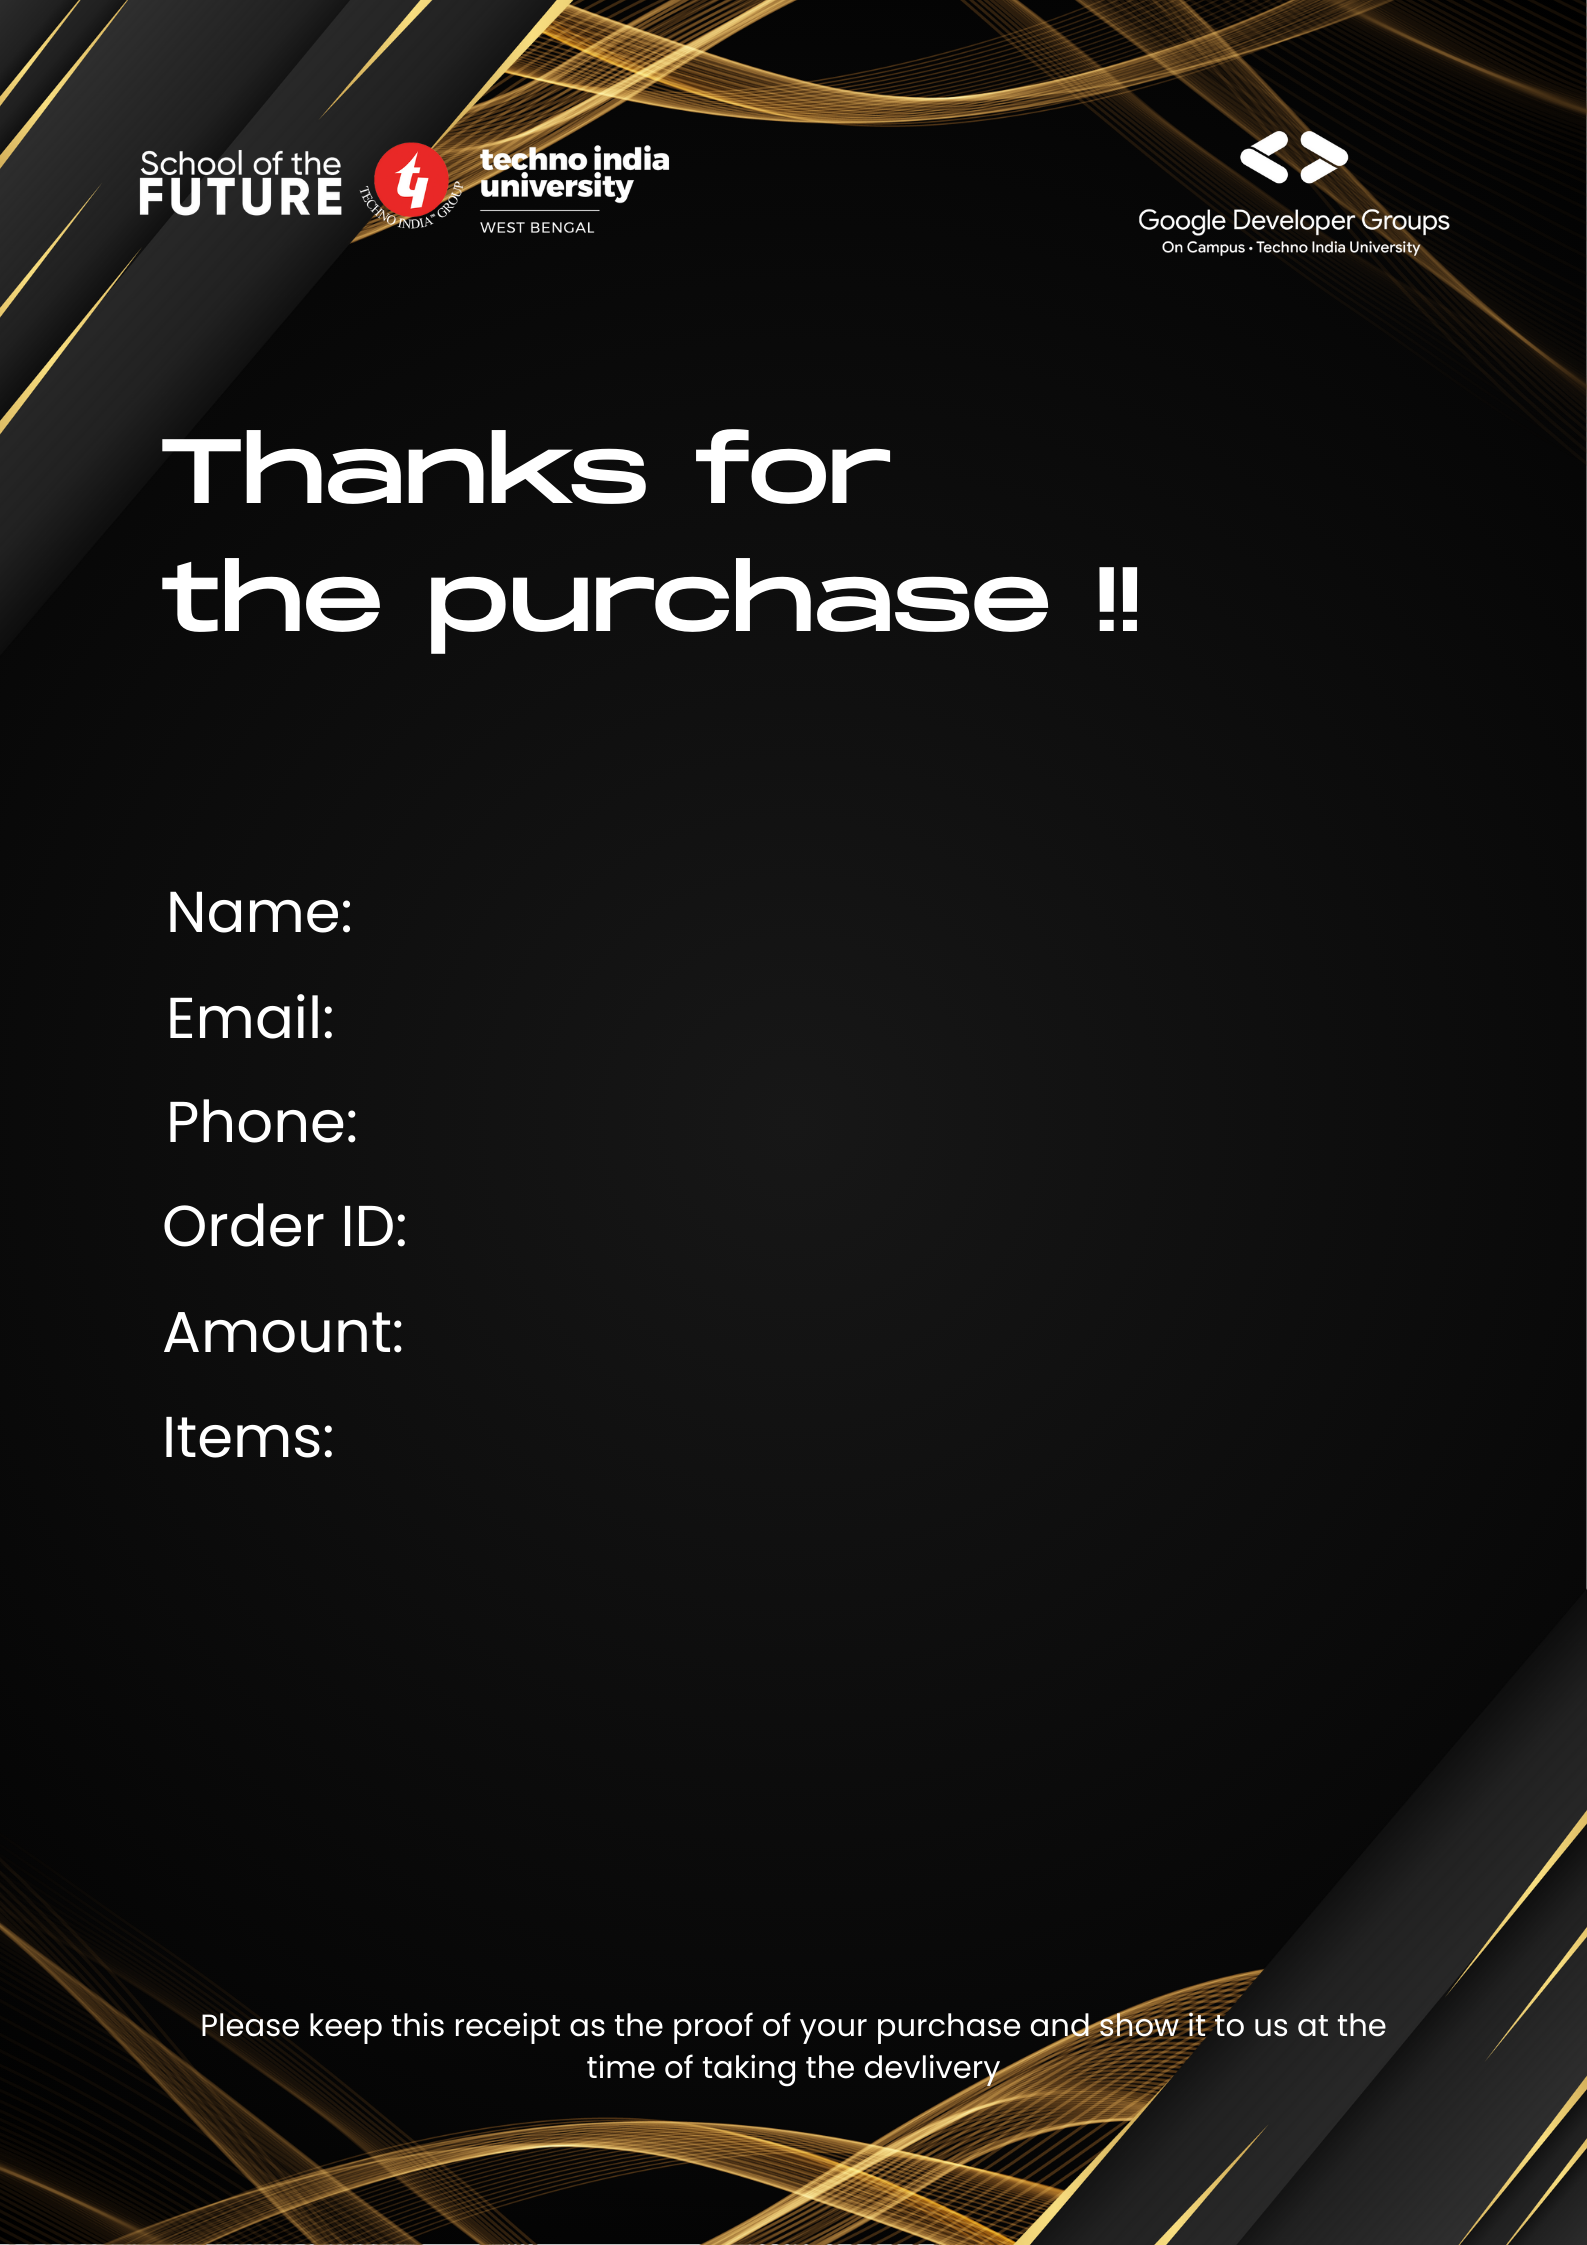 School of the
FUTURE
TECHNO INDIA GROUP
techno india
university
WEST BENGAL
Google Developer Groups
On Campus • Techno India University
Thanks for
the purchase !!
Name:
Email:
Phone:
Order ID:
Amount:
Items:
Please keep this receipt as the proof of your purchase and show it to us at the
time of taking the devlivery